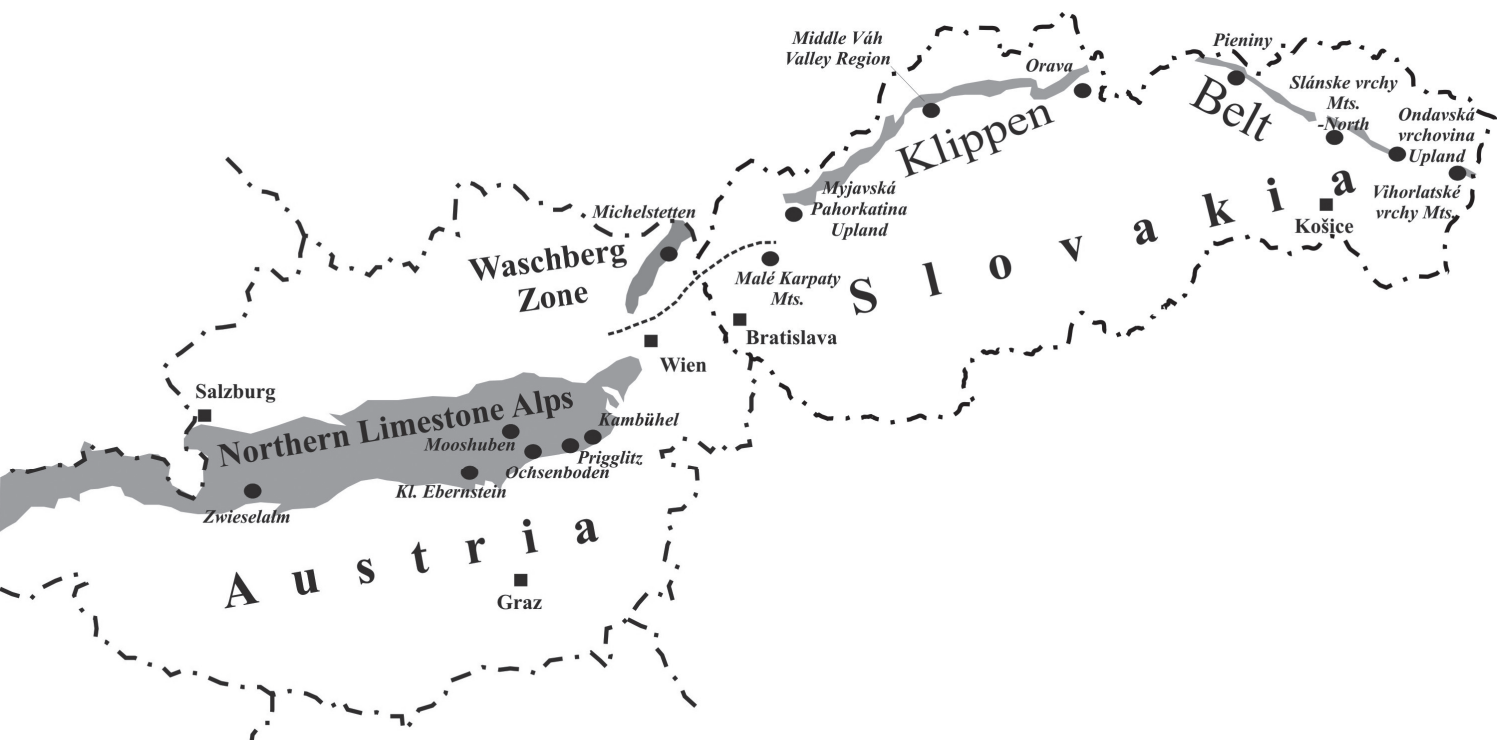 Middle Váh
Valley Region
Orava
Pieniny
Slánske vrchy
Mts.
-North
Ondavská
vrchovina
Upland
Belt
Klippen
Myjavská
Pahorkatina
Upland
Vihorlatské
vrchy Mts.
Košice
Michelstetten
Waschberg
Zone
Malé Karpaty
Mts.
Slovakia
Bratislava
Wien
Salzburg
Northern Limestone Alps
Kambühel
Mooshuben
Prigglitz
Ochsenboden
Kl. Ebernstein
Zwieselalm
Austria
Graz